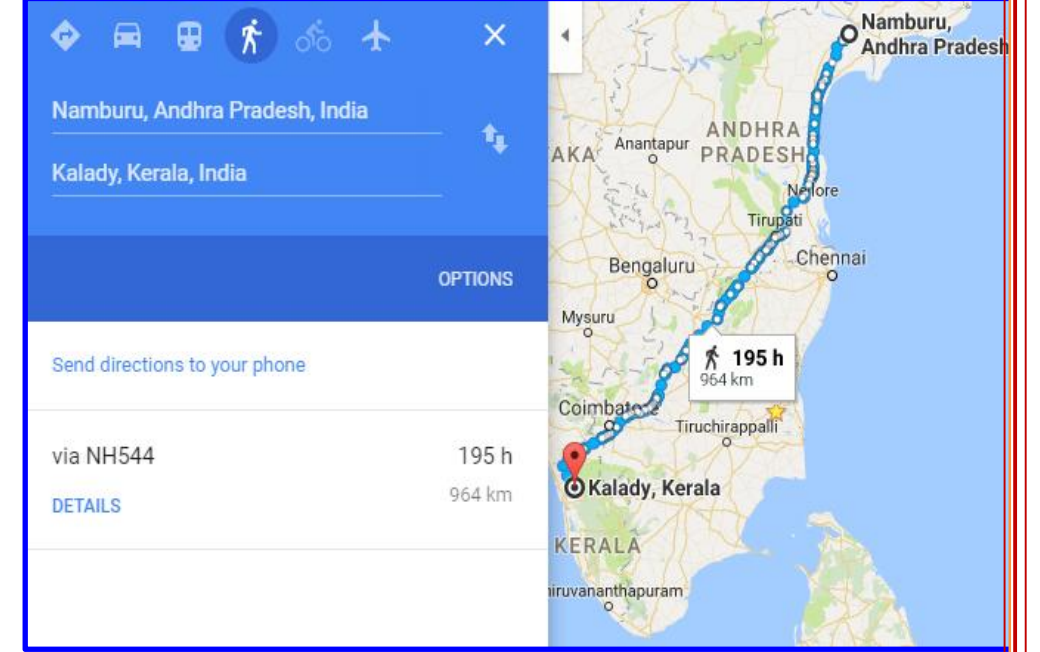 Namburu, Andhra Pradesh, India
Kalady, Kerala, India
OPTIONS
Send directions to your phone
via NH544
195 h
DETAILS
964 km
Namburu,
Andhra Pradesh
ANDHRA
PRADESH
AKA
Anantapur
Nellore
Tirupati
Chennai
Bengaluru
Mysuru
195 h
964 km
Coimbatore
Tiruchirappalli
Kalady, Kerala
KERALA
iruvananthapuram